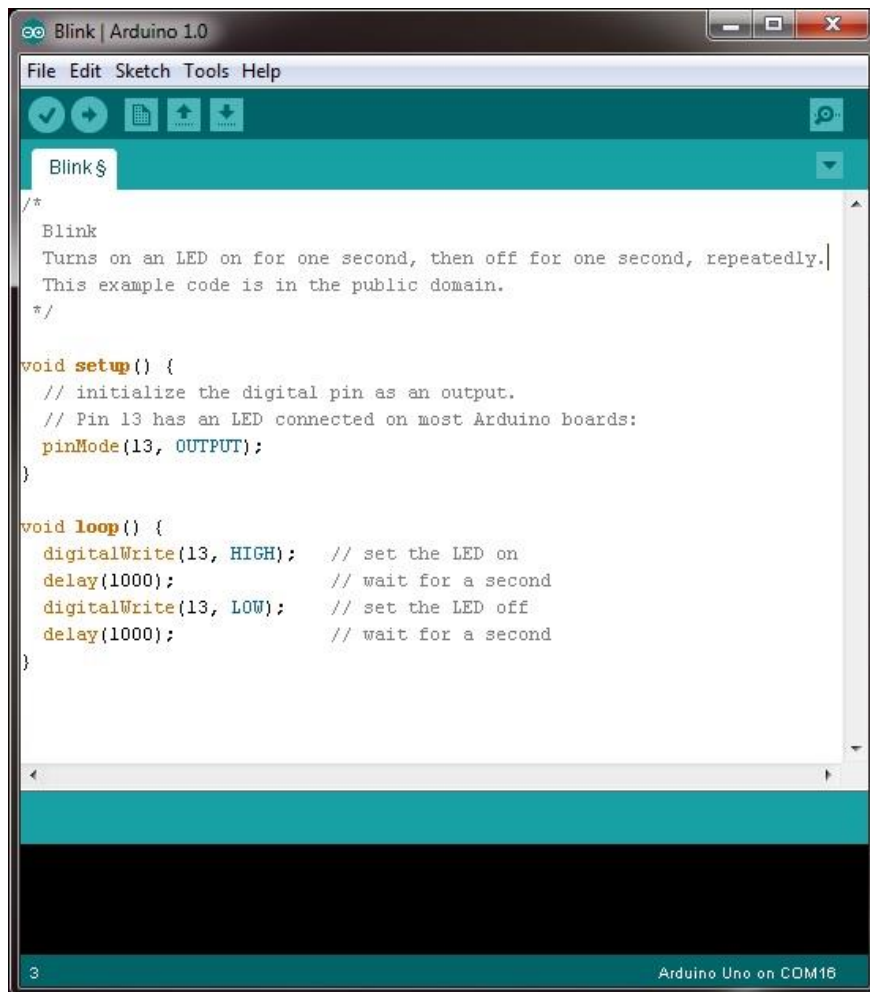 Blink | Arduino 1.0
File Edit Sketch Tools Help
Blink §
/*
  Blink
  Turns on an LED on for one second, then off for one second, repeatedly.
  This example code is in the public domain.
 */
void setup() {
  // initialize the digital pin as an output.
  // Pin 13 has an LED connected on most Arduino boards:
  pinMode(13, OUTPUT);
}
void loop() {
  digitalWrite(13, HIGH);   // set the LED on
  delay(1000);              // wait for a second
  digitalWrite(13, LOW);    // set the LED off
  delay(1000);              // wait for a second
}
3 Arduino Uno on COM16